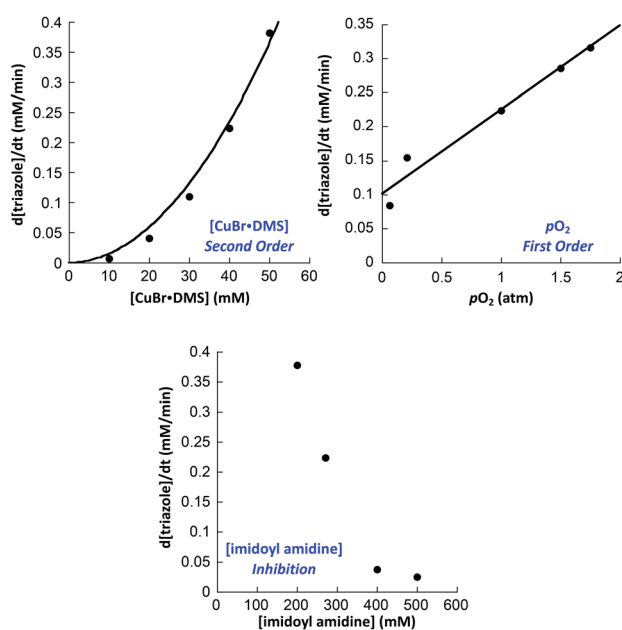 d[triazole]/dt (mM/min)
0.4
0.35
0.3
0.25
0.2
0.15
0.1
0.05
0
0 10 20 30 40 50 60
[CuBr•DMS] (mM)
[CuBr•DMS]
Second Order
d[triazole]/dt (mM/min)
0.4
0.35
0.3
0.25
0.2
0.15
0.1
0.05
0
0 0.5 1 1.5 2
pO₂ (atm)
pO₂
First Order
d[triazole]/dt (mM/min)
0.4
0.35
0.3
0.25
0.2
0.15
0.1
0.05
0
0 100 200 300 400 500 600
[imidoyl amidine] (mM)
[imidoyl amidine]
Inhibition